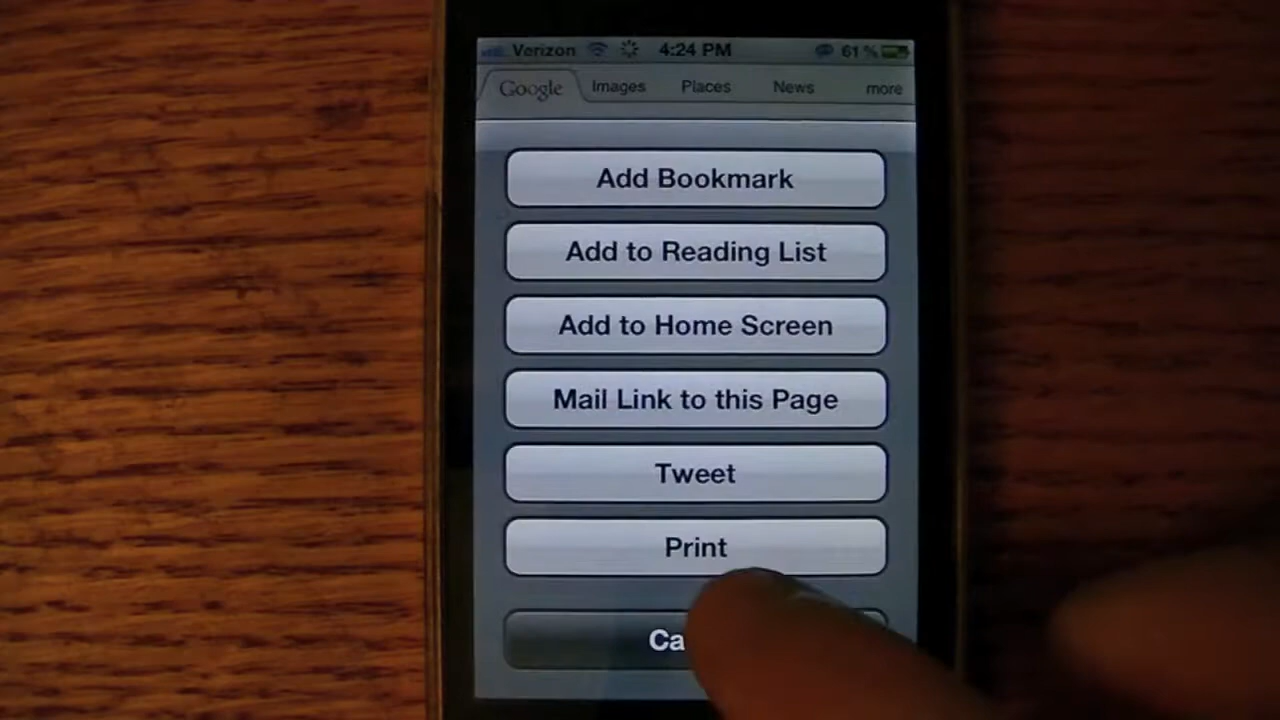 Verizon 4:24 PM 61%
Google Images Places News more
Add Bookmark
Add to Reading List
Add to Home Screen
Mail Link to this Page
Tweet
Print
Ca